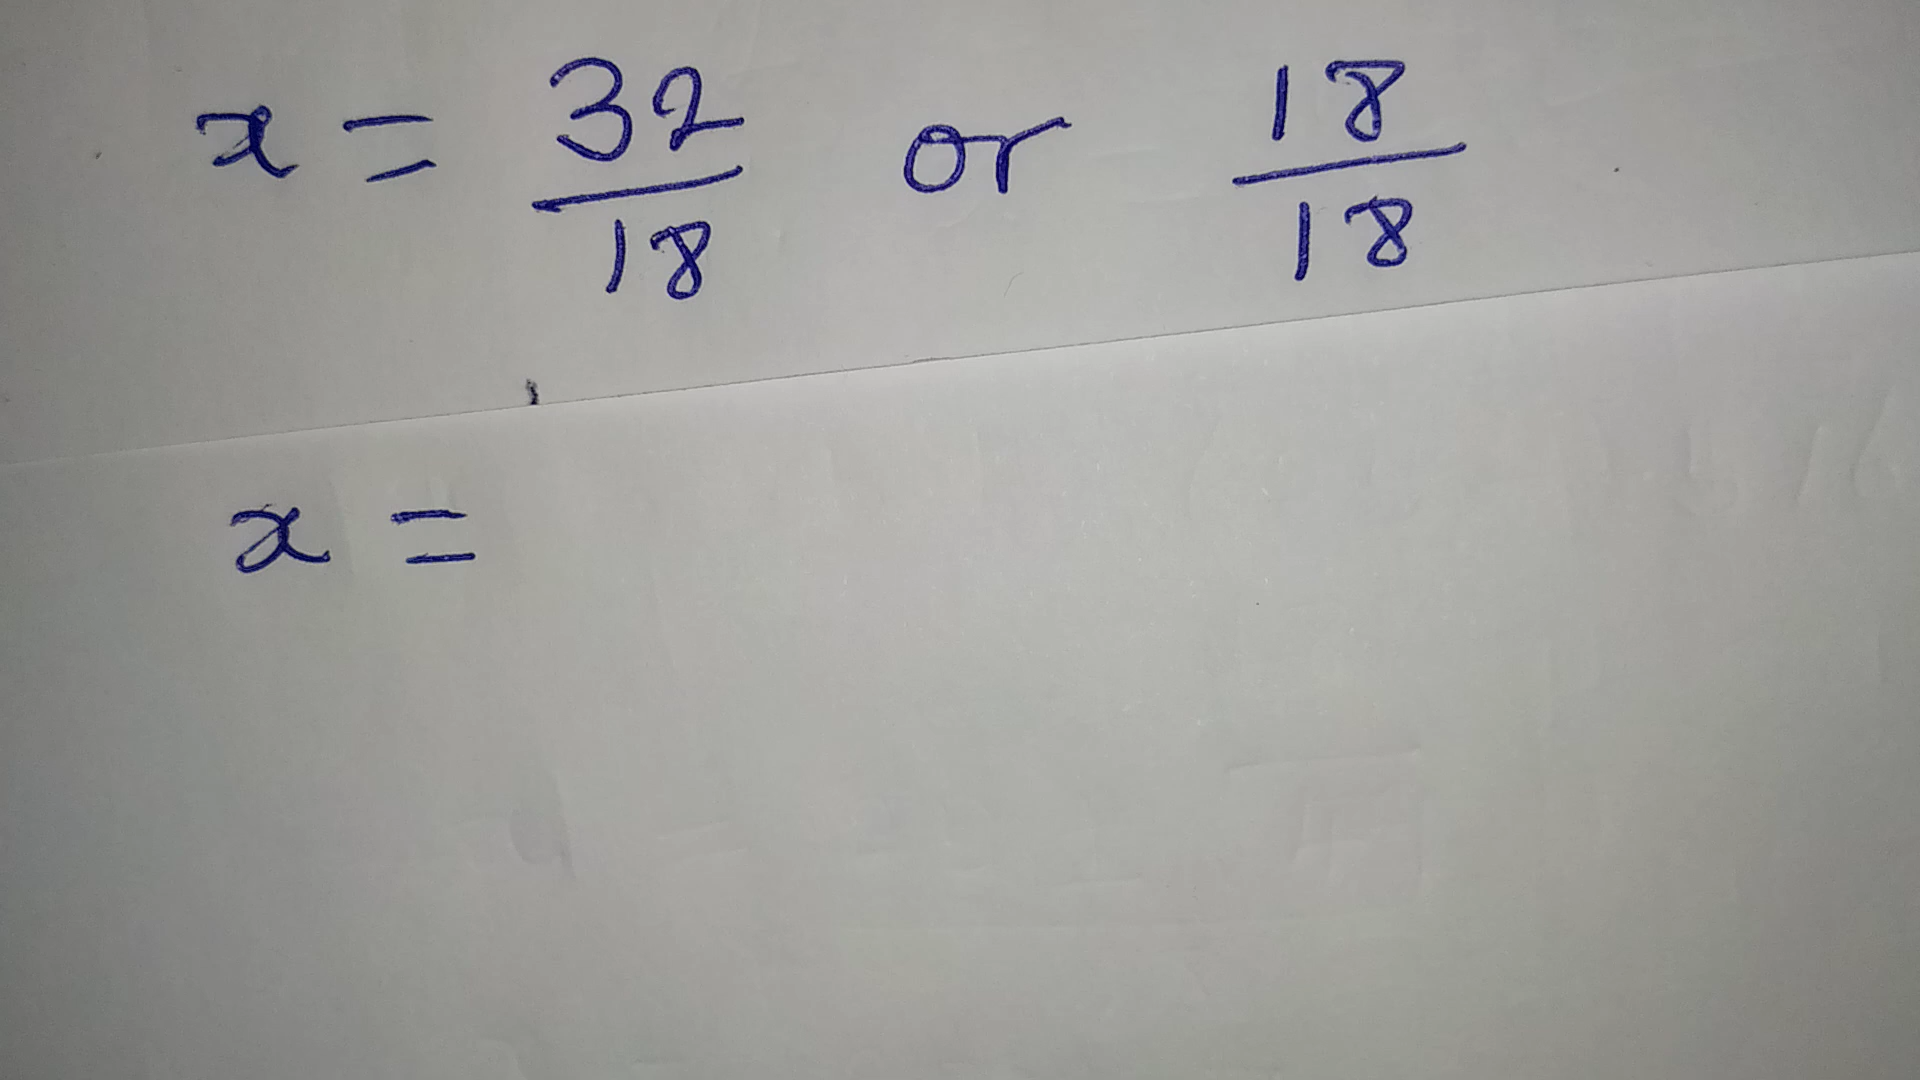 x = 32/18 or 18/18
x =